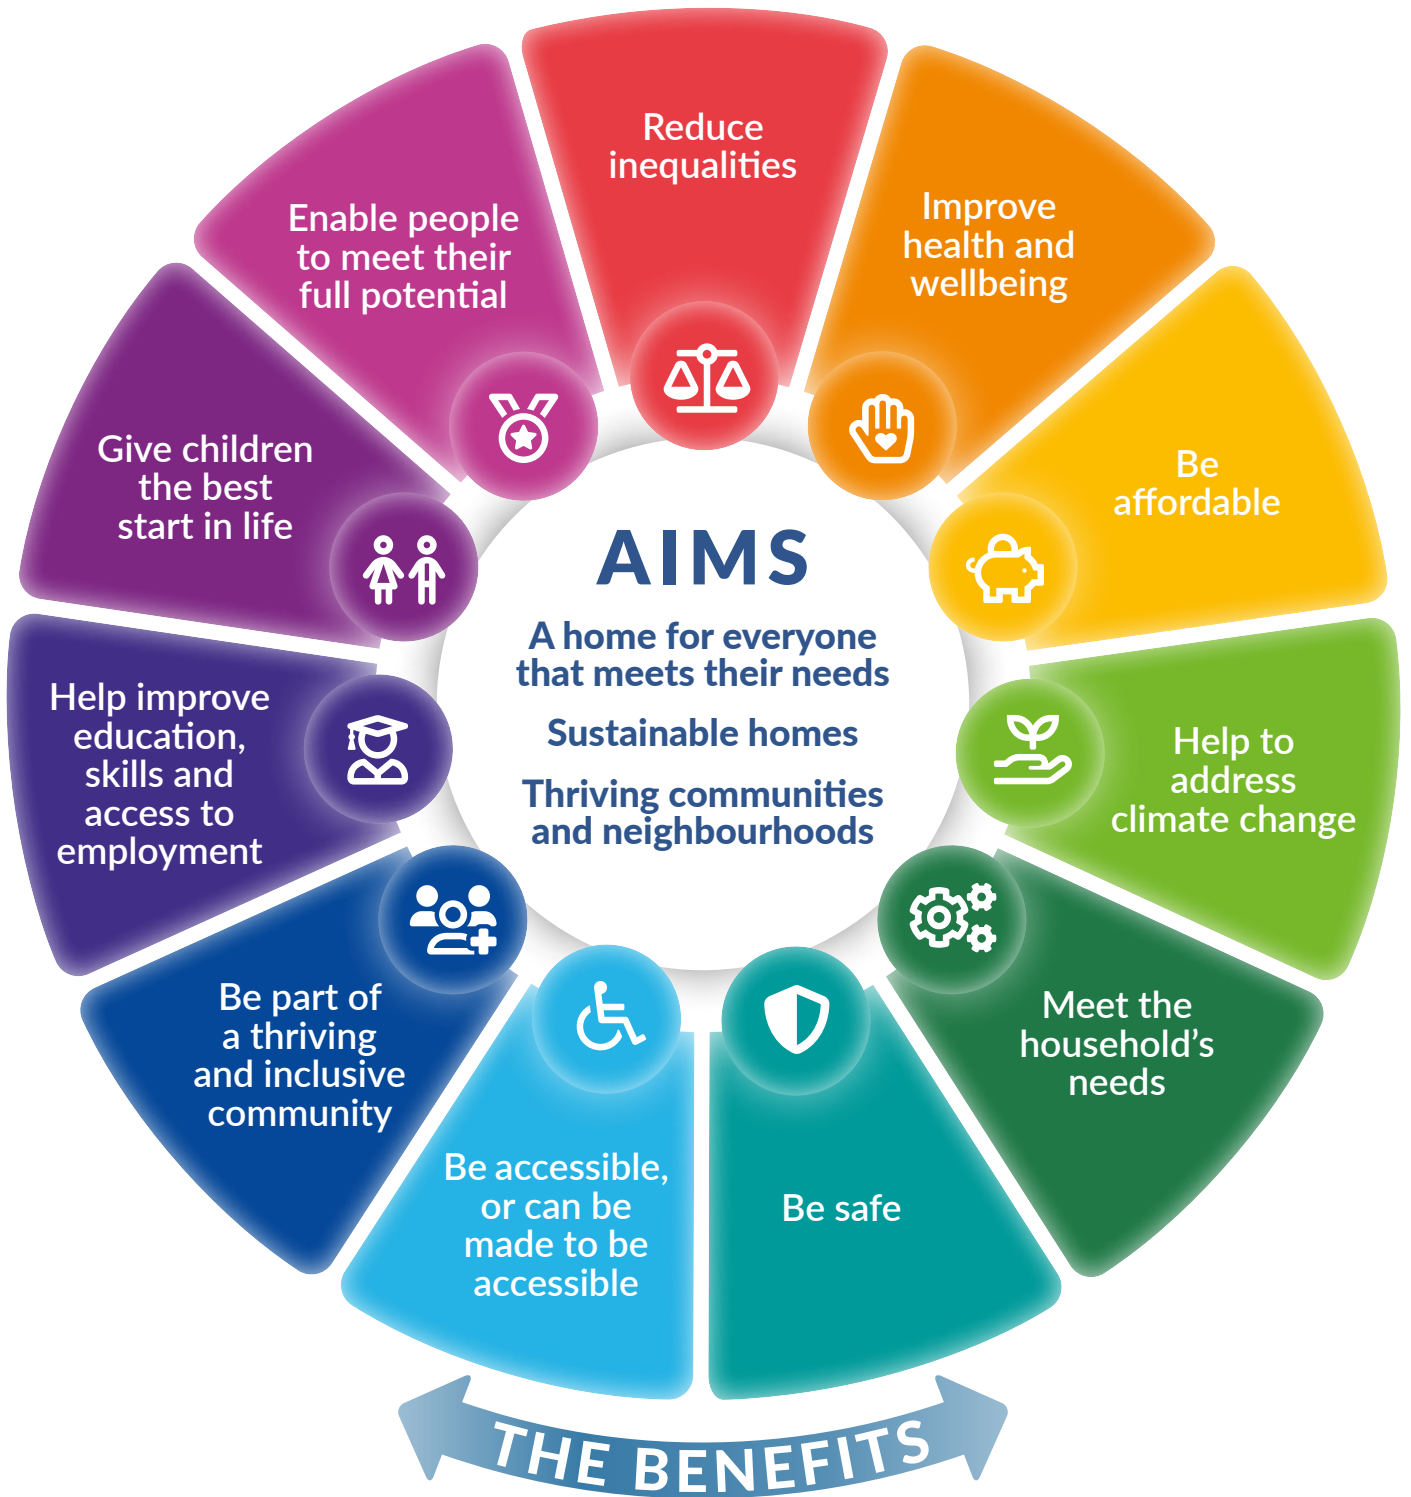 Reduce
inequalities
Improve
health and
wellbeing
Be
affordable
Help to
address
climate change
Meet the
household’s
needs
Be safe
Be accessible,
or can be
made to be
accessible
Be part of
a thriving
and inclusive
community
Help improve
education,
skills and
access to
employment
Give children
the best
start in life
Enable people
to meet their
full potential
AIMS
A home for everyone
that meets their needs
Sustainable homes
Thriving communities
and neighbourhoods
THE BENEFITS